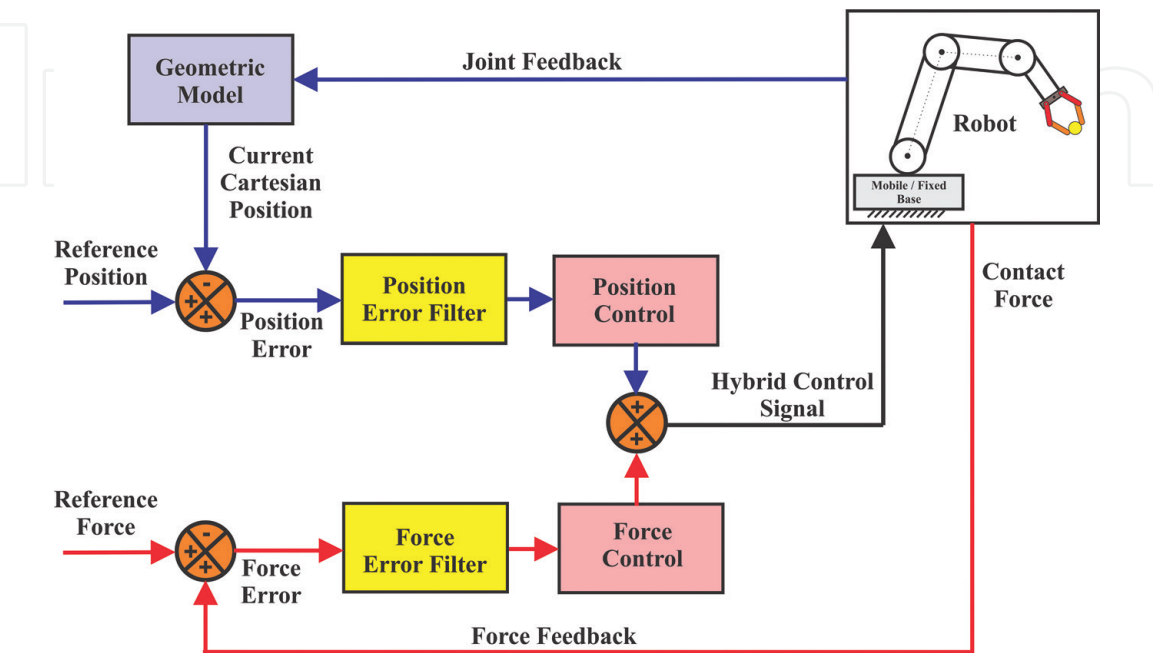 Geometric
Model
Joint Feedback
Robot
Mobile / Fixed
Base
Current
Cartesian
Position
Reference
Position
-
+
+
Position
Error
Position
Error Filter
Position
Control
Contact
Force
+
+
Hybrid Control
Signal
Reference
Force
-
+
+
Force
Error
Force
Error Filter
Force
Control
Force Feedback